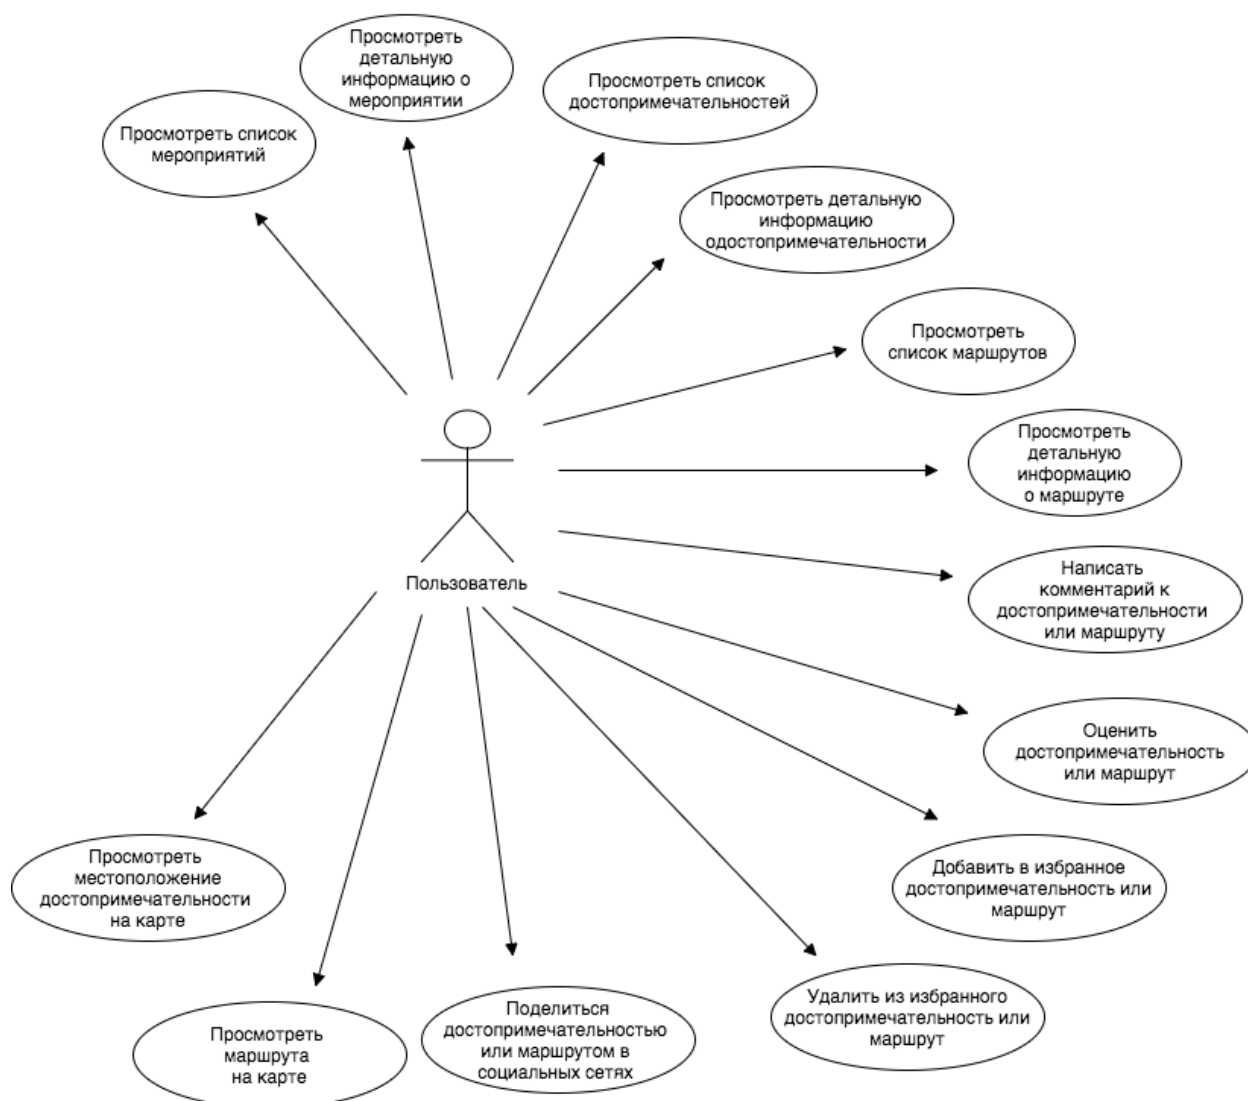 Просмотреть
детальную
информацию о
мероприятии
Просмотреть список
достопримечательностей
Просмотреть список
мероприятий
Просмотреть детальную
информацию
одостопримечательности
Просмотреть
список маршрутов
Просмотреть
детальную
информацию
о маршруте
Написать
комментарий к
достопримечательности
или маршруту
Пользователь
Оценить
достопримечательность
или маршрут
Просмотреть
местоположение
достопримечательности
на карте
Добавить в избранное
достопримечательность или
маршрут
Удалить из избранного
достопримечательность или
маршрут
Поделиться
достопримечательностью
или маршрутом в
социальных сетях
Просмотреть
маршрута
на карте